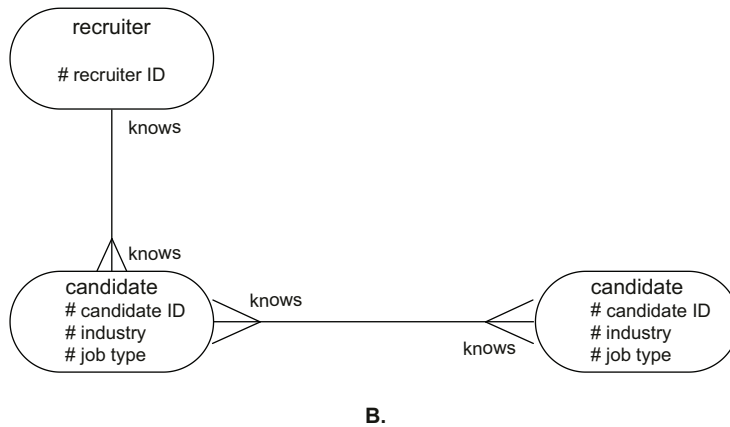 recruiter
# recruiter ID
knows
knows
candidate
# candidate ID
# industry
# job type
knows
knows
candidate
# candidate ID
# industry
# job type
B.